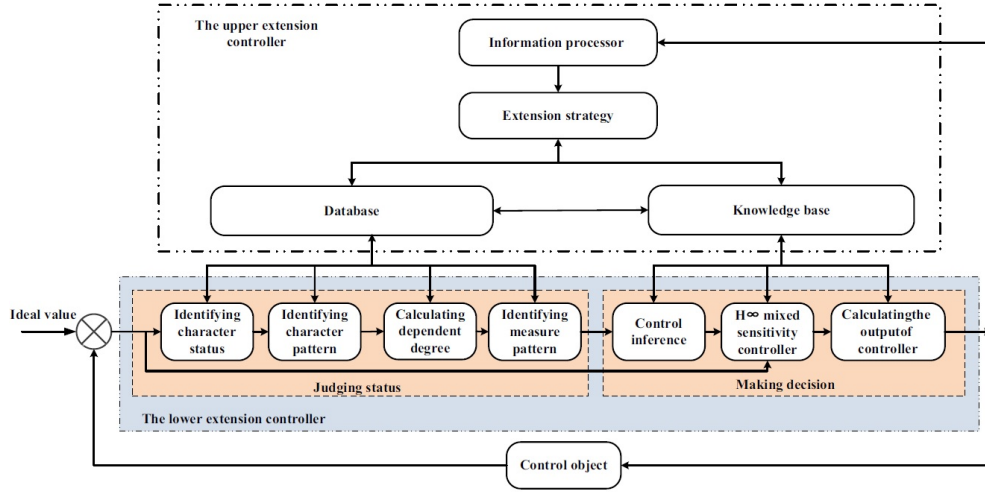 The upper extension
controller
Information processor
Extension strategy
Database
Knowledge base
Ideal value
Identifying
character
status
Identifying
character
pattern
Calculating
dependent
degree
Identifying
measure
pattern
Control
inference
H∞ mixed
sensitivity
controller
Calculatingthe
outputof
controller
Judging status
Making decision
The lower extension controller
Control object